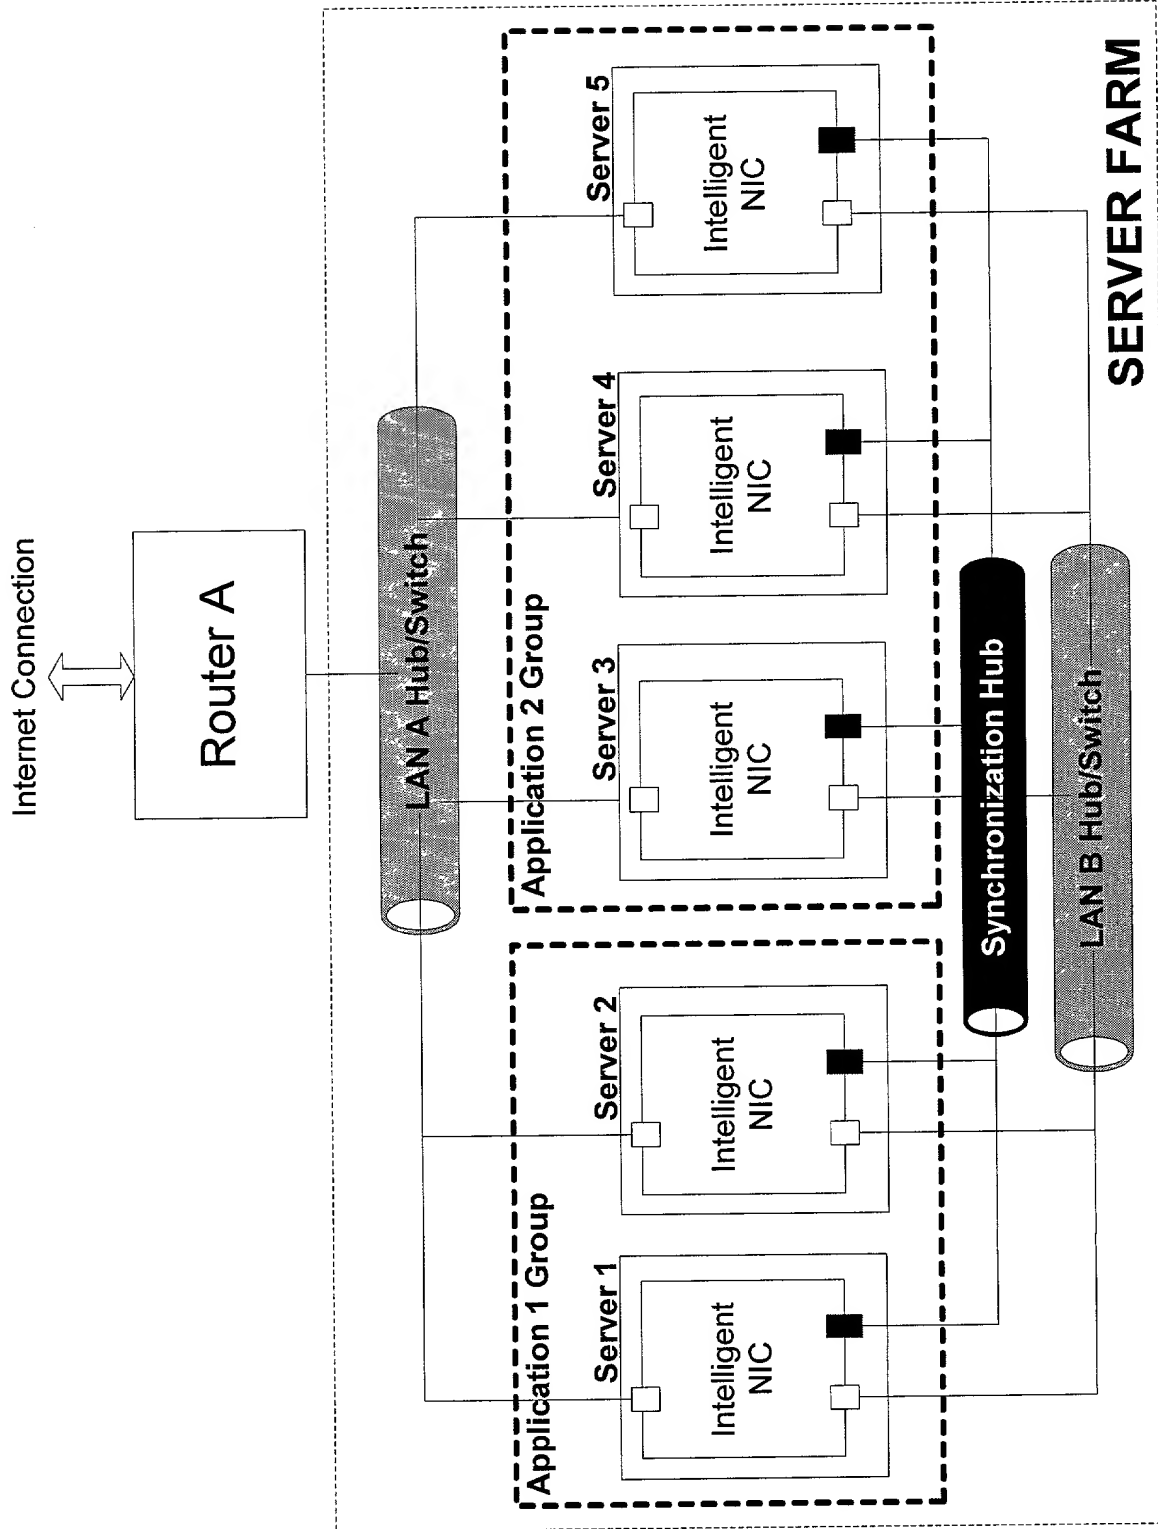 Internet Connection
Router A
LAN A Hub/Switch
Application 1 Group
Application 2 Group
Server 1
Server 2
Server 3
Server 4
Server 5
Intelligent
NIC
Intelligent
NIC
Intelligent
NIC
Intelligent
NIC
Intelligent
NIC
Synchronization Hub
LAN B Hub/Switch
SERVER FARM